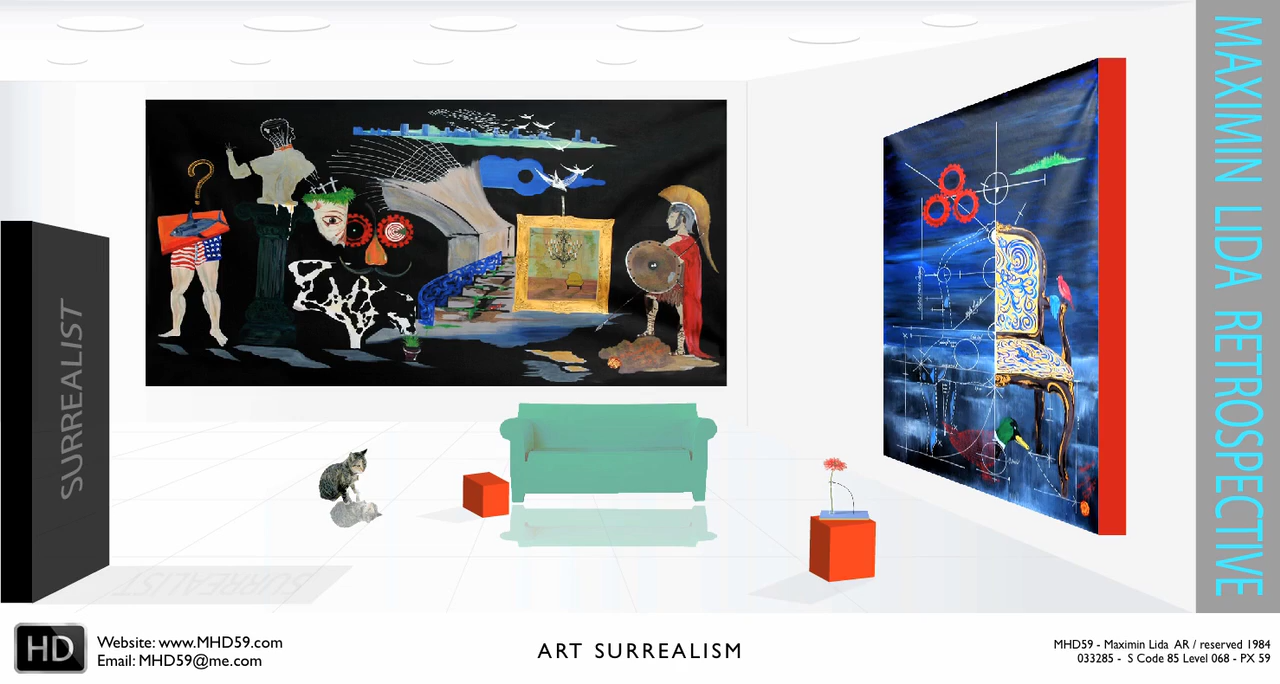 MAXIMIN LIDA RETROSPECTIVE
SURREALIST
SURREALIST
HD
Website: www.MHD59.com
Email: MHD59@me.com
ART SURREALISM
MHD59 - Maximin Lida AR / reserved 1984
033285 - S Code 85 Level 068 - PX 59